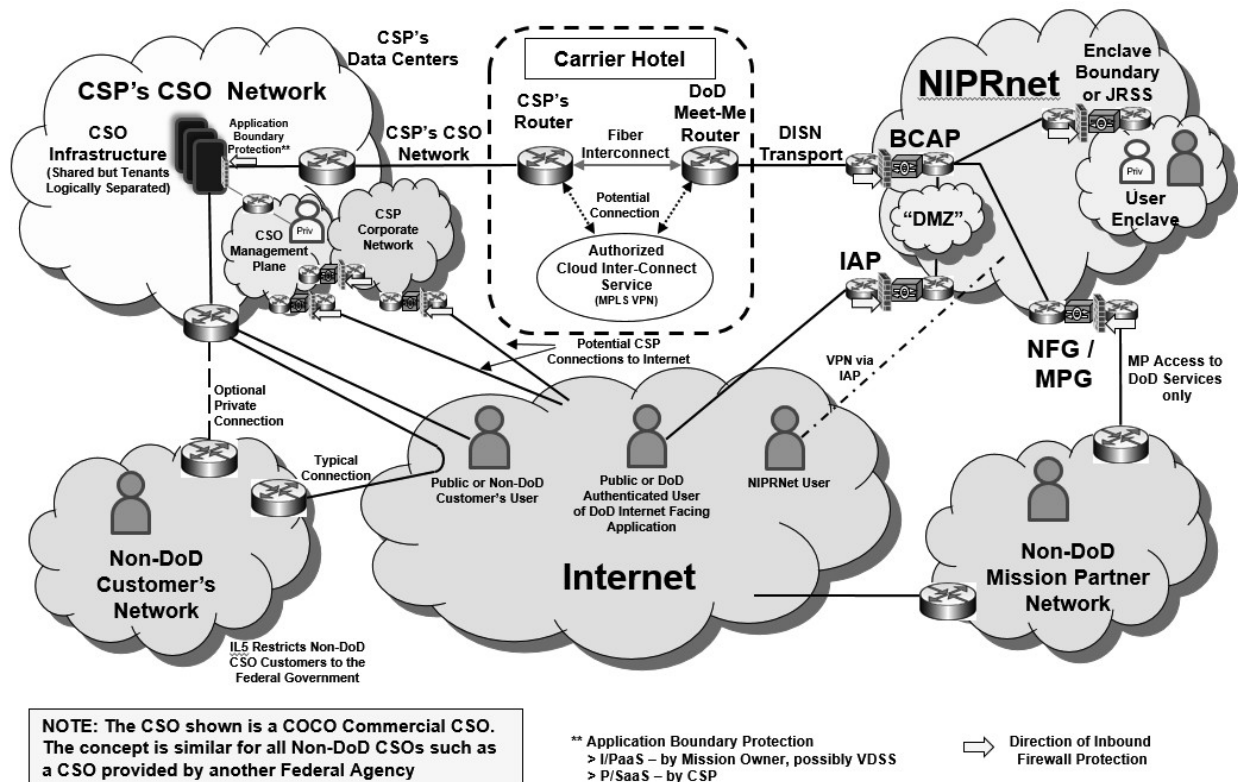 CSP's CSO Network
CSO
Infrastructure
(Shared but Tenants
Logically Separated)
Application
Boundary
Protection**
CSP's
Data Centers
CSP's CSO
Network
Priv
CSO
Management
Plane
CSP
Corporate
Network
Carrier Hotel
CSP's
Router
DoD
Meet-Me
Router
Fiber
Interconnect
Potential
Connection
Authorized
Cloud Inter-Connect
Service
(MPLS VPN)
DISN
Transport
NIPRnet
Enclave
Boundary
or JRSS
BCAP
Priv
User
Enclave
"DMZ"
IAP
NFG /
MPG
VPN via
IAP
MP Access to
DoD Services
only
Potential CSP
Connections to Internet
Optional
Private
Connection
Typical
Connection
Public or Non-DoD
Customer's User
Public or DoD
Authenticated User
of DoD Internet Facing
Application
NIPRNet User
Internet
Non-DoD
Customer's
Network
Non-DoD
Mission Partner
Network
IL5 Restricts Non-DoD
CSO Customers to the
Federal Government
NOTE: The CSO shown is a COCO Commercial CSO.
The concept is similar for all Non-DoD CSOs such as
a CSO provided by another Federal Agency
** Application Boundary Protection
> I/PaaS – by Mission Owner, possibly VDSS
> P/SaaS – by CSP
Direction of Inbound
Firewall Protection